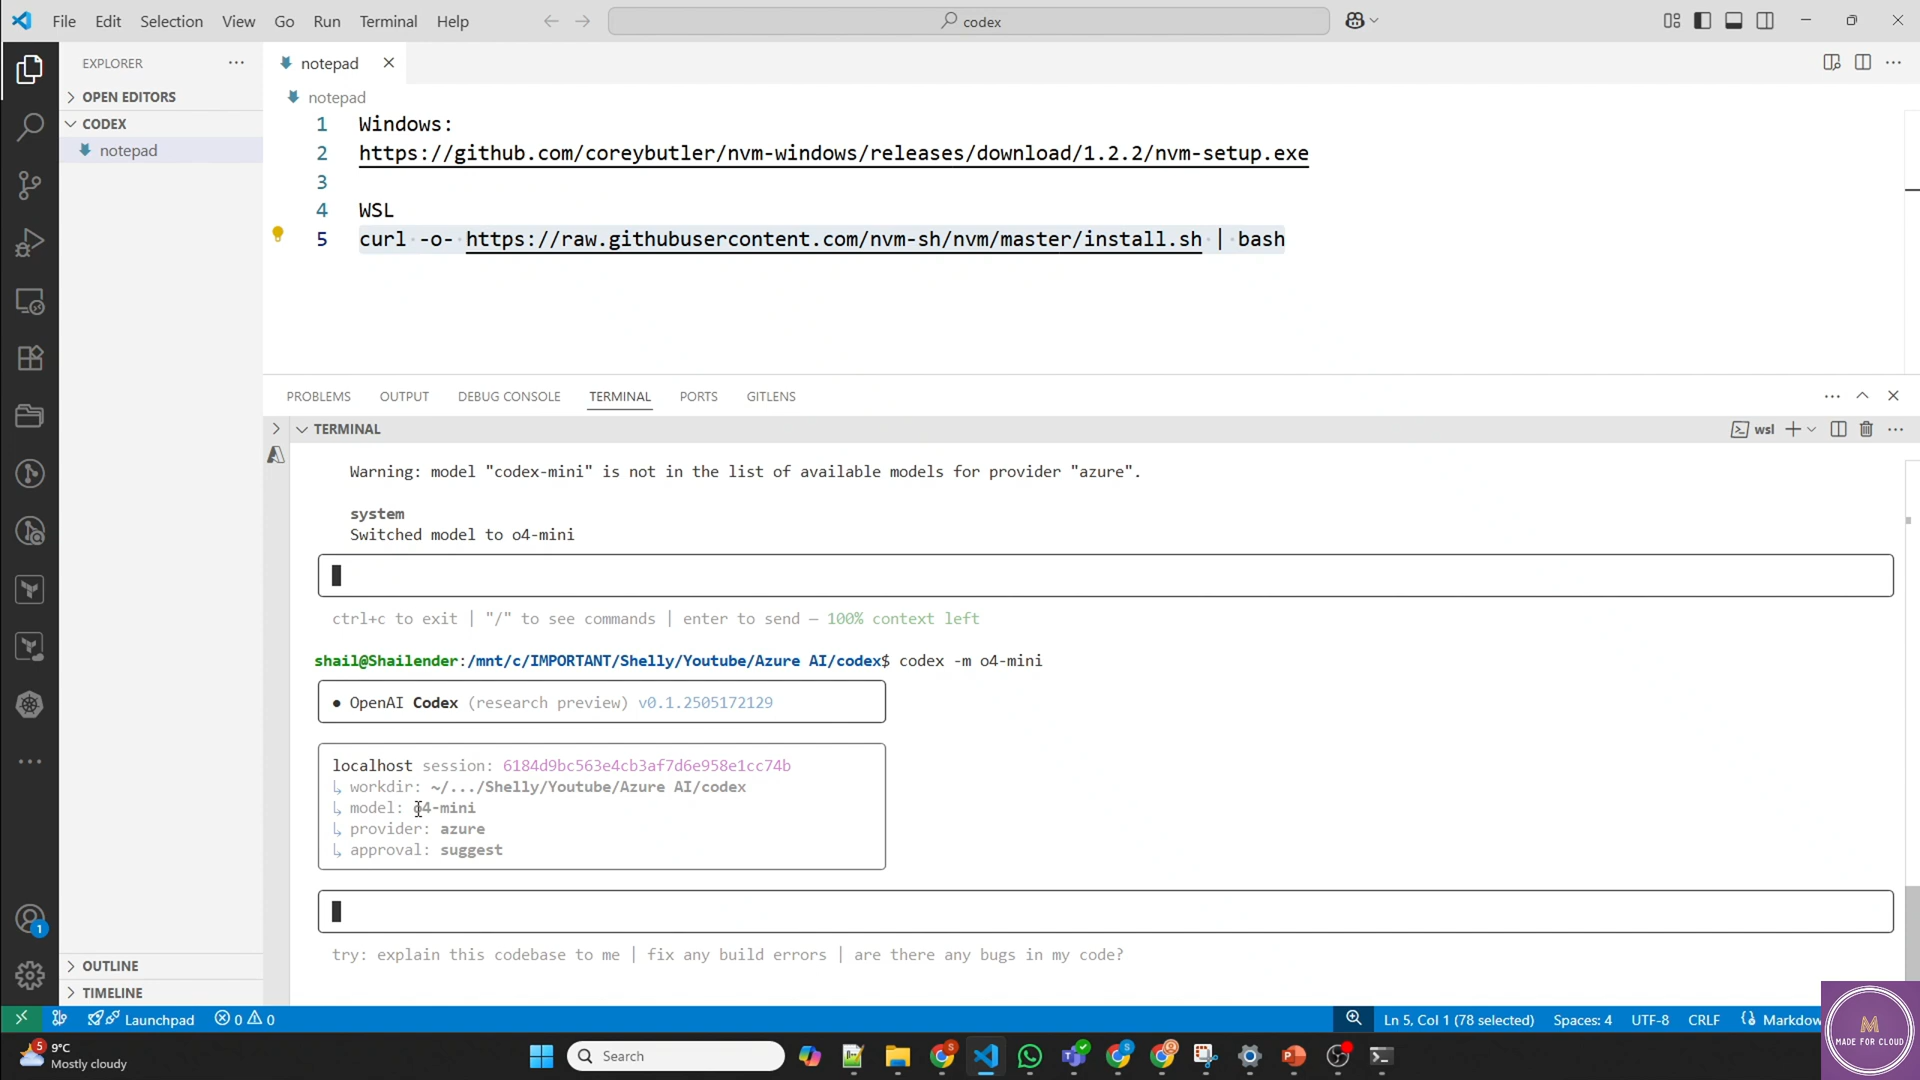 File Edit Selection View Go Run Terminal Help
codex
EXPLORER
notepad
OPEN EDITORS
CODEX
notepad
notepad
1 Windows:
2 https://github.com/coreybutler/nvm-windows/releases/download/1.2.2/nvm-setup.exe
3
4 WSL
5 curl -o- https://raw.githubusercontent.com/nvm-sh/nvm/master/install.sh | bash
PROBLEMS OUTPUT DEBUG CONSOLE TERMINAL PORTS GITLENS
TERMINAL
wsl
Warning: model "codex-mini" is not in the list of available models for provider "azure".
system
Switched model to o4-mini
ctrl+c to exit | "/" to see commands | enter to send — 100% context left
shail@Shailender:/mnt/c/IMPORTANT/Shelly/Youtube/Azure AI/codex$ codex -m o4-mini
● OpenAI Codex (research preview) v0.1.2505172129
localhost session: 6184d9bc563e4cb3af7d6e958e1cc74b
↳ workdir: ~/.../Shelly/Youtube/Azure AI/codex
↳ model: o4-mini
↳ provider: azure
↳ approval: suggest
try: explain this codebase to me | fix any build errors | are there any bugs in my code?
1
OUTLINE
TIMELINE
Launchpad 0 0
Ln 5, Col 1 (78 selected) Spaces: 4 UTF-8 CRLF Markdow
5
9°C
Mostly cloudy
Search
M
MADE FOR CLOUD